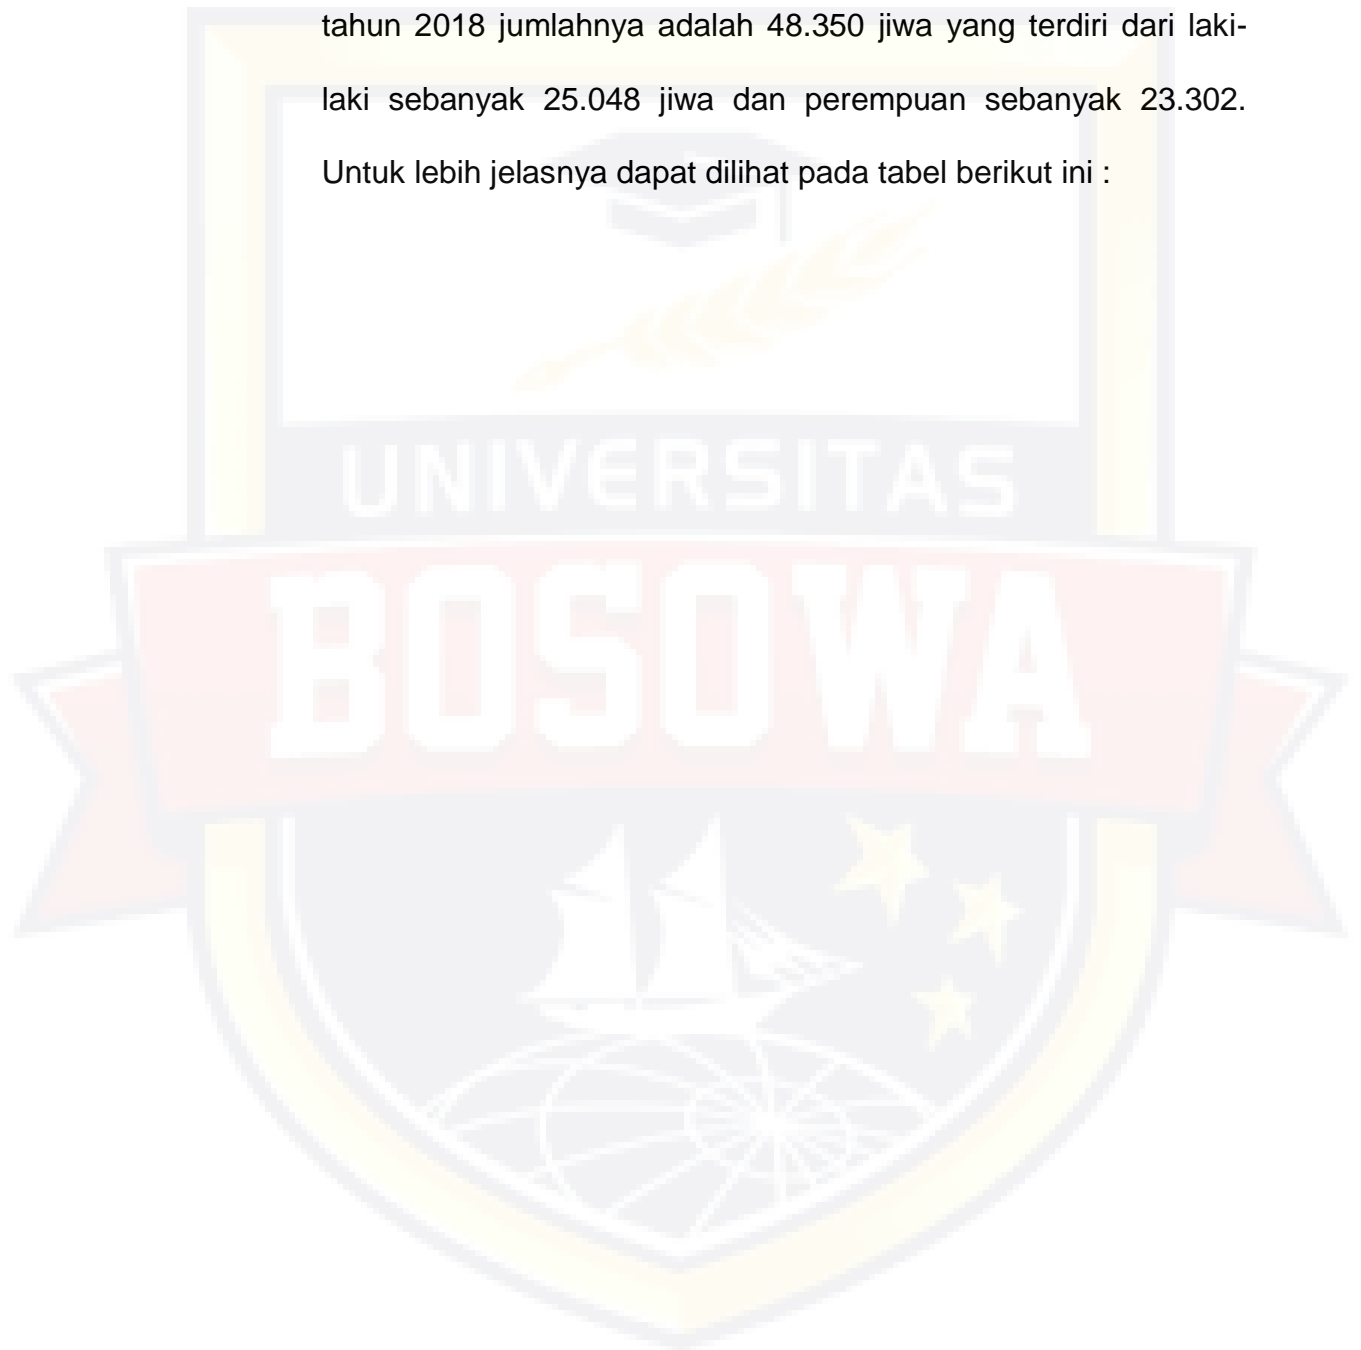 tahun 2018 jumlahnya adalah 48.350 jiwa yang terdiri dari laki-
laki sebanyak 25.048 jiwa dan perempuan sebanyak 23.302.
Untuk lebih jelasnya dapat dilihat pada tabel berikut ini :
UNIVERSITAS
BOSOWA